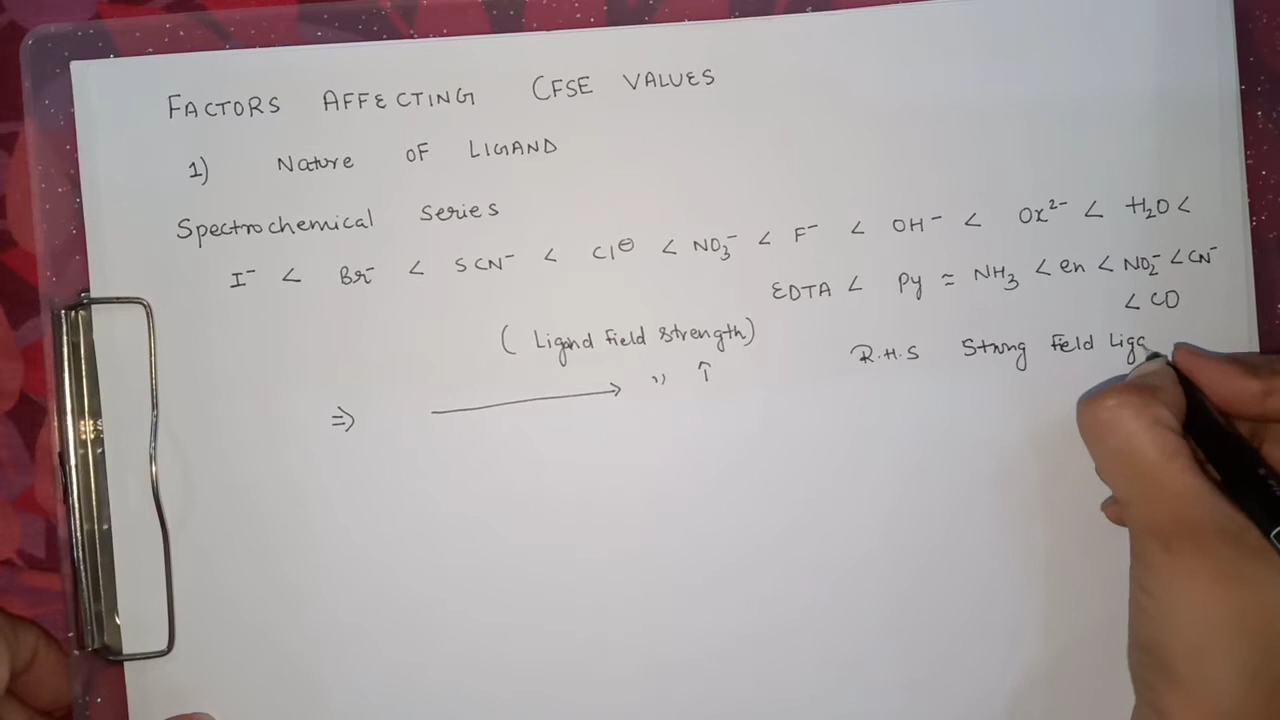 FACTORS AFFECTING CFSE VALUES
1) Nature OF LIGAND
Spectrochemical Series
I⁻ < Br⁻ < SCN⁻ < Cl⊖ < NO₃⁻ < F⁻ < OH⁻ < Ox²⁻ < H₂O <
EDTA < Py ≈ NH₃ < en < NO₂⁻ < CN⁻
< CO
(Ligand field strength)
R.H.S Strong field Liga
⇒ ⟶ ,, ↑